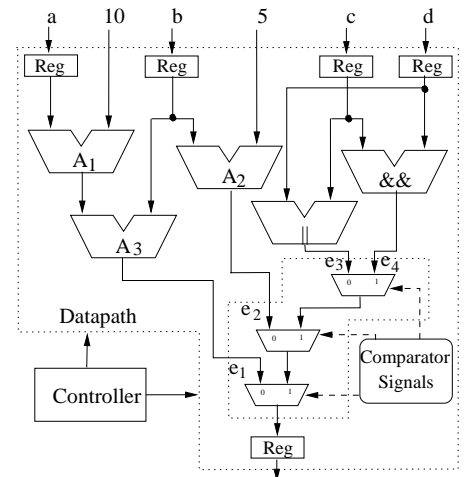 a 10 b 5 c d
Reg Reg Reg Reg
A1 A2 &&
A3 ||
e3 e4
0 1
e2
0 1
Datapath
e1
0 1
Comparator
Signals
Controller
Reg